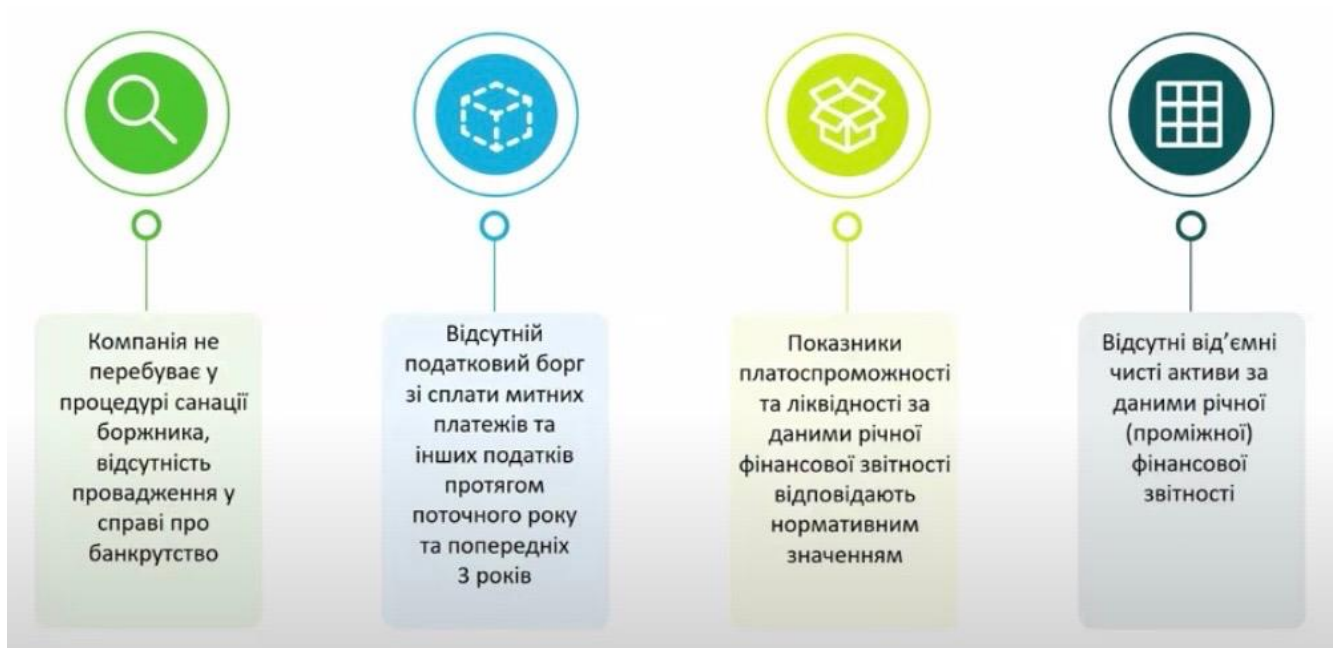 Компанія не
перебуває у
процедурі санації
боржника,
відсутність
провадження у
справі про
банкрутство
Відсутній
податковий борг
зі сплати митних
платежів та
інших податків
протягом
поточного року
та попередніх
3 років
Показники
платоспроможності
та ліквідності за
даними річної
фінансової звітності
відповідають
нормативним
значенням
Відсутні від’ємні
чисті активи за
даними річної
(проміжної)
фінансової
звітності